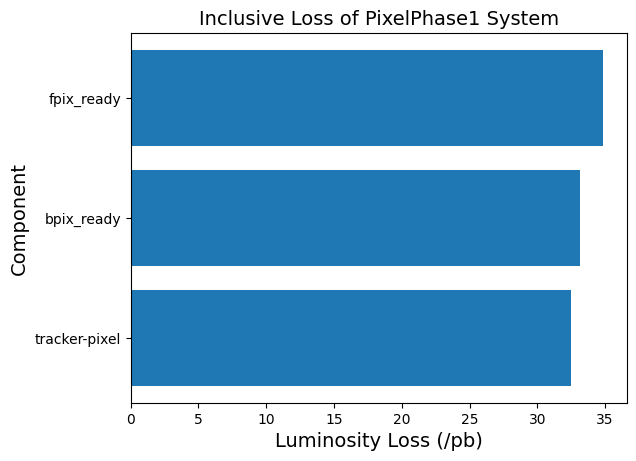 Inclusive Loss of PixelPhase1 System
fpix_ready
bpix_ready
tracker-pixel
Component
0 5 10 15 20 25 30 35
Luminosity Loss (/pb)